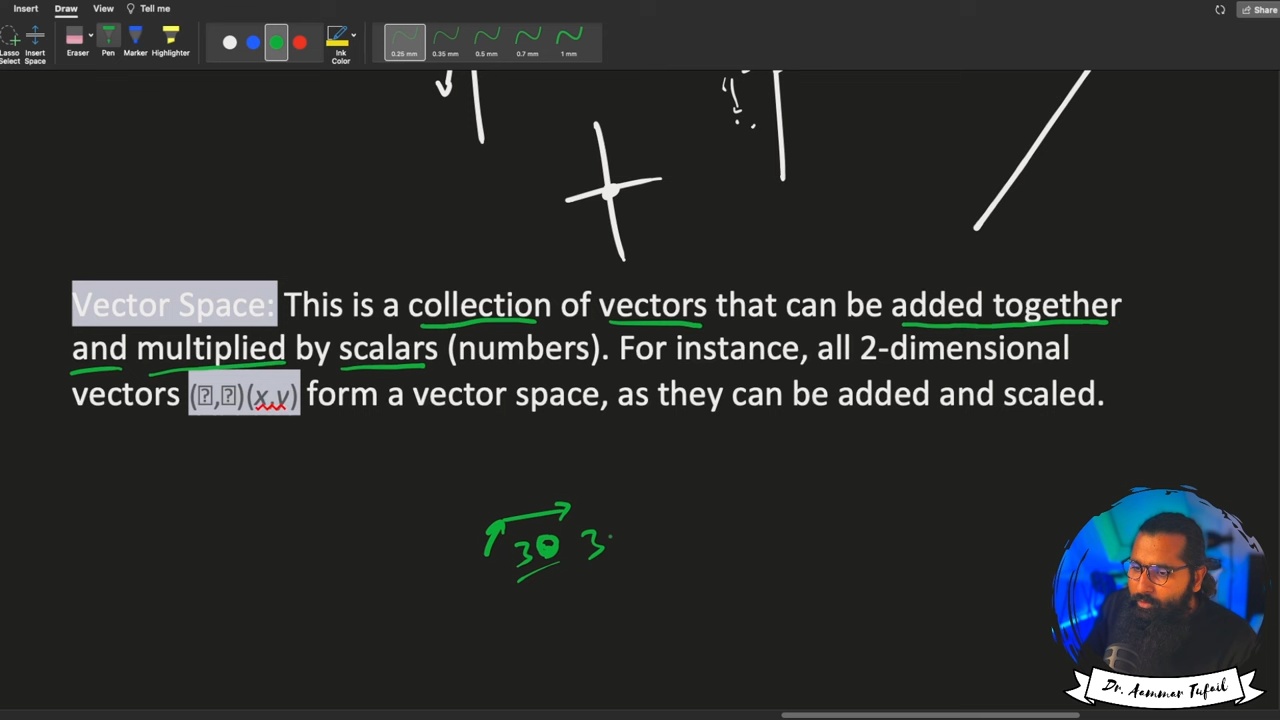 Insert Draw View Tell me
Share
Lasso Select
Insert Space
Eraser
Pen
Marker
Highlighter
Ink Color
0.25 mm
0.35 mm
0.5 mm
0.7 mm
1 mm
Vector Space: This is a collection of vectors that can be added together
and multiplied by scalars (numbers). For instance, all 2-dimensional
vectors (⍰,⍰)(x,y) form a vector space, as they can be added and scaled.
30 3
Dr. Aammar Tufail